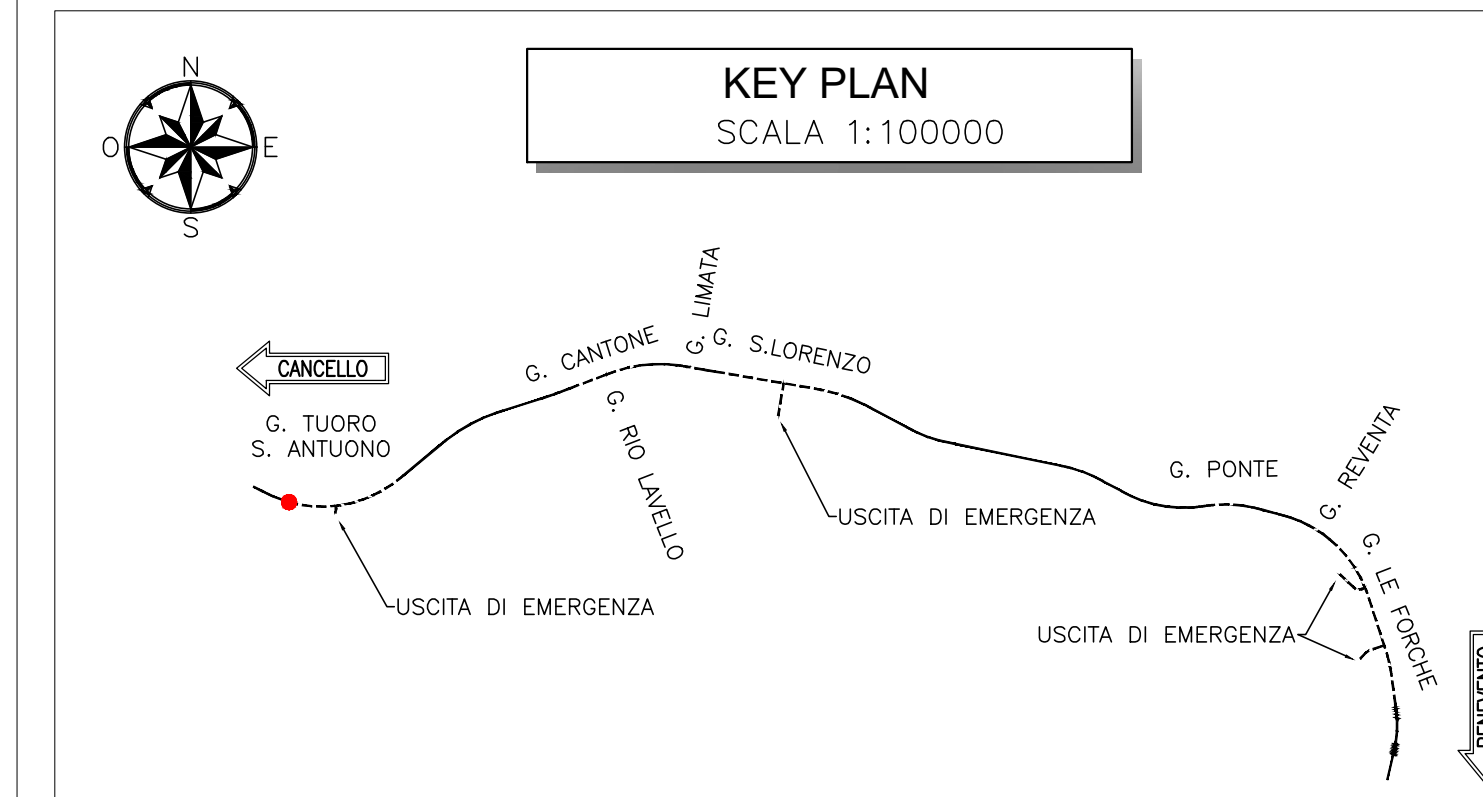 N
O
E
S
KEY PLAN
SCALA 1:100000
CANCELLO
G. TUORO
S. ANTUONO
G. CANTONE
G. RIO LAVELLO
G. LIMATA
G. S.LORENZO
USCITA DI EMERGENZA
USCITA DI EMERGENZA
G. PONTE
G. REVENTA
G. LE FORCHE
USCITA DI EMERGENZA
BENEVENTO